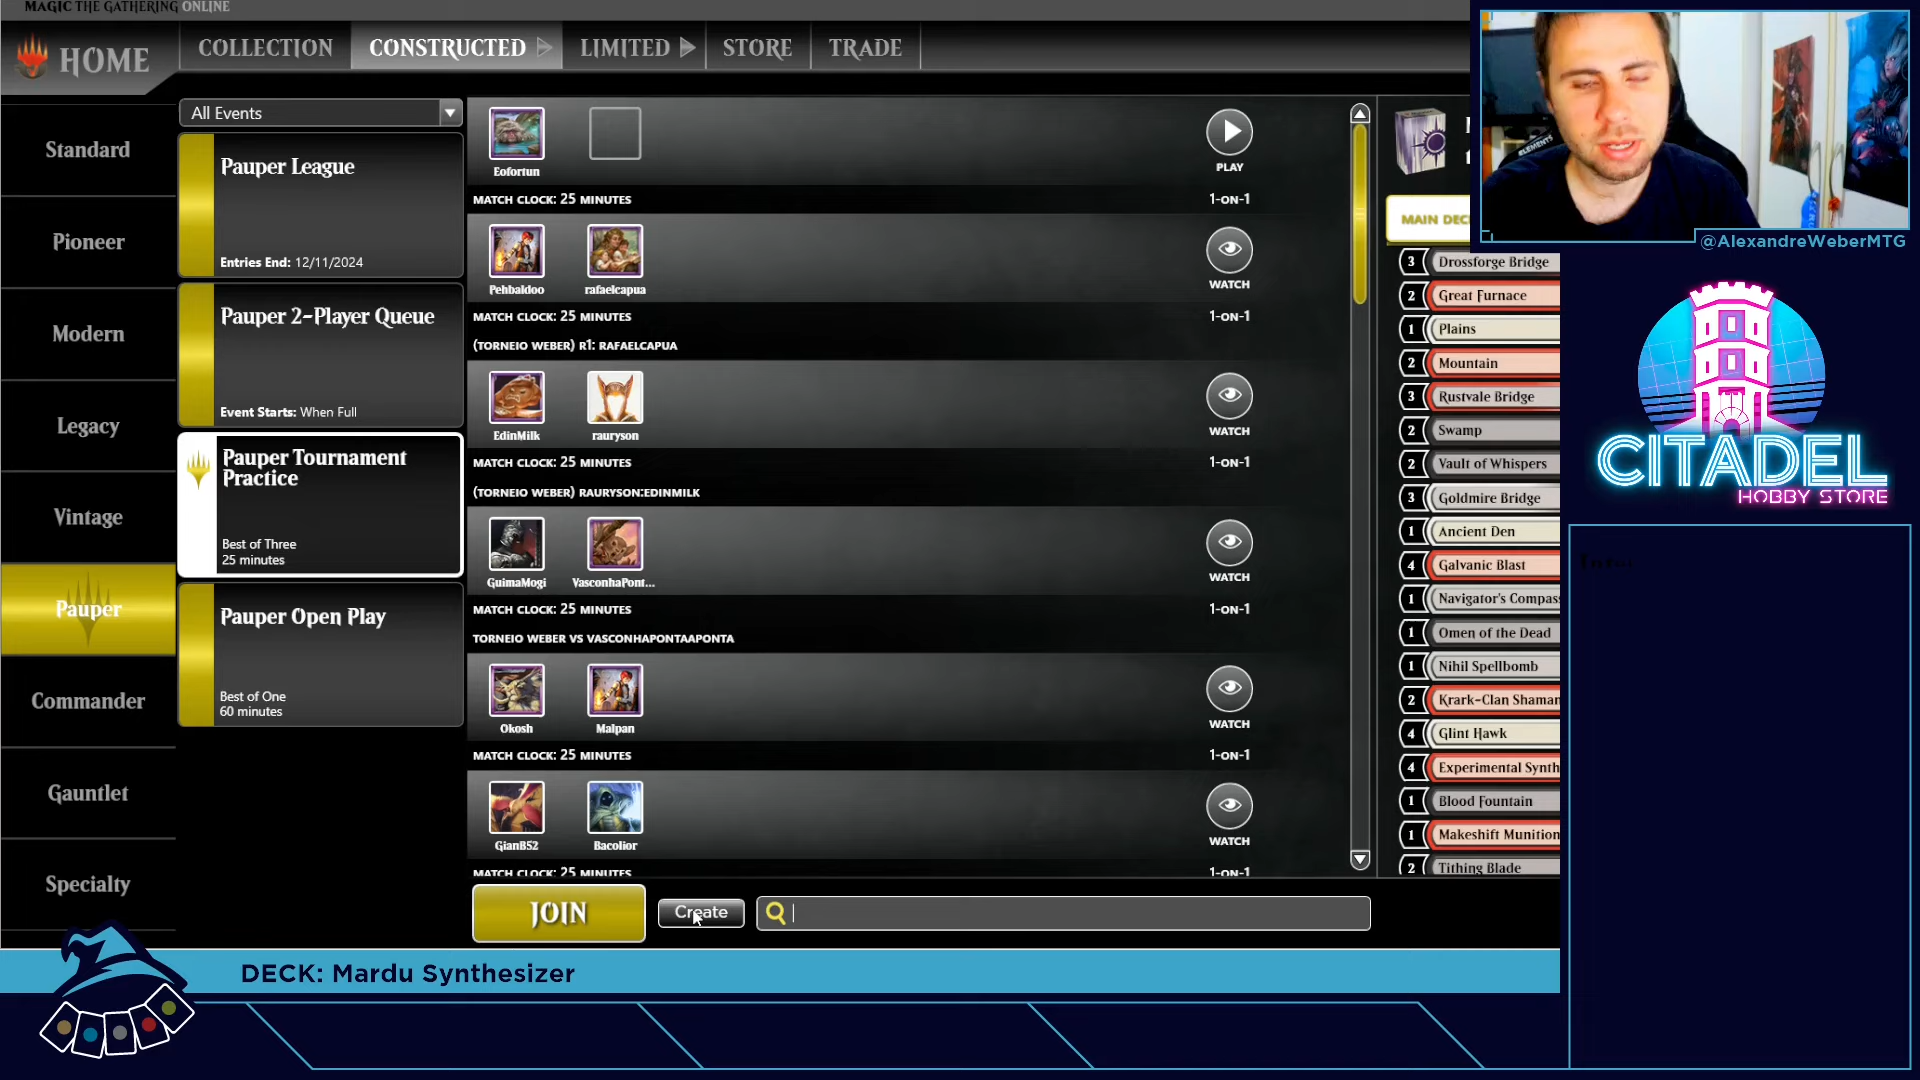 MAGIC THE GATHERING ONLINE
HOME
COLLECTION
CONSTRUCTED
LIMITED
STORE
TRADE
Standard
Pioneer
Modern
Legacy
Vintage
Pauper
Commander
Gauntlet
Specialty
All Events
Pauper League
Entries End: 12/11/2024
Pauper 2-Player Queue
Event Starts: When Full
Pauper Tournament
Practice
Best of Three
25 minutes
Pauper Open Play
Best of One
60 minutes
Eofortun
PLAY
MATCH CLOCK: 25 MINUTES
1-ON-1
Pehbaldoo
rafaelcapua
WATCH
MATCH CLOCK: 25 MINUTES
1-ON-1
(TORNEIO WEBER) R1: RAFAELCAPUA
EdinMilk
rauryson
WATCH
MATCH CLOCK: 25 MINUTES
1-ON-1
(TORNEIO WEBER) RAURYSON:EDINMILK
GuimaMogi
VasconhaPont...
WATCH
MATCH CLOCK: 25 MINUTES
1-ON-1
TORNEIO WEBER VS VASCONHAPONTAAPONTA
Okosh
Malpan
WATCH
MATCH CLOCK: 25 MINUTES
1-ON-1
GianB52
Bacolior
WATCH
MATCH CLOCK: 25 MINUTES
1-ON-1
JOIN
Create
MAIN DEC
3 Drossforge Bridge
2 Great Furnace
1 Plains
2 Mountain
3 Rustvale Bridge
2 Swamp
2 Vault of Whispers
3 Goldmire Bridge
1 Ancient Den
4 Galvanic Blast
1 Navigator's Compass
1 Omen of the Dead
1 Nihil Spellbomb
2 Krark-Clan Shaman
4 Glint Hawk
4 Experimental Synth
1 Blood Fountain
1 Makeshift Munition
2 Tithing Blade
ELEMENTS
@AlexandreWeberMTG
CITADEL
HOBBY STORE
DECK: Mardu Synthesizer